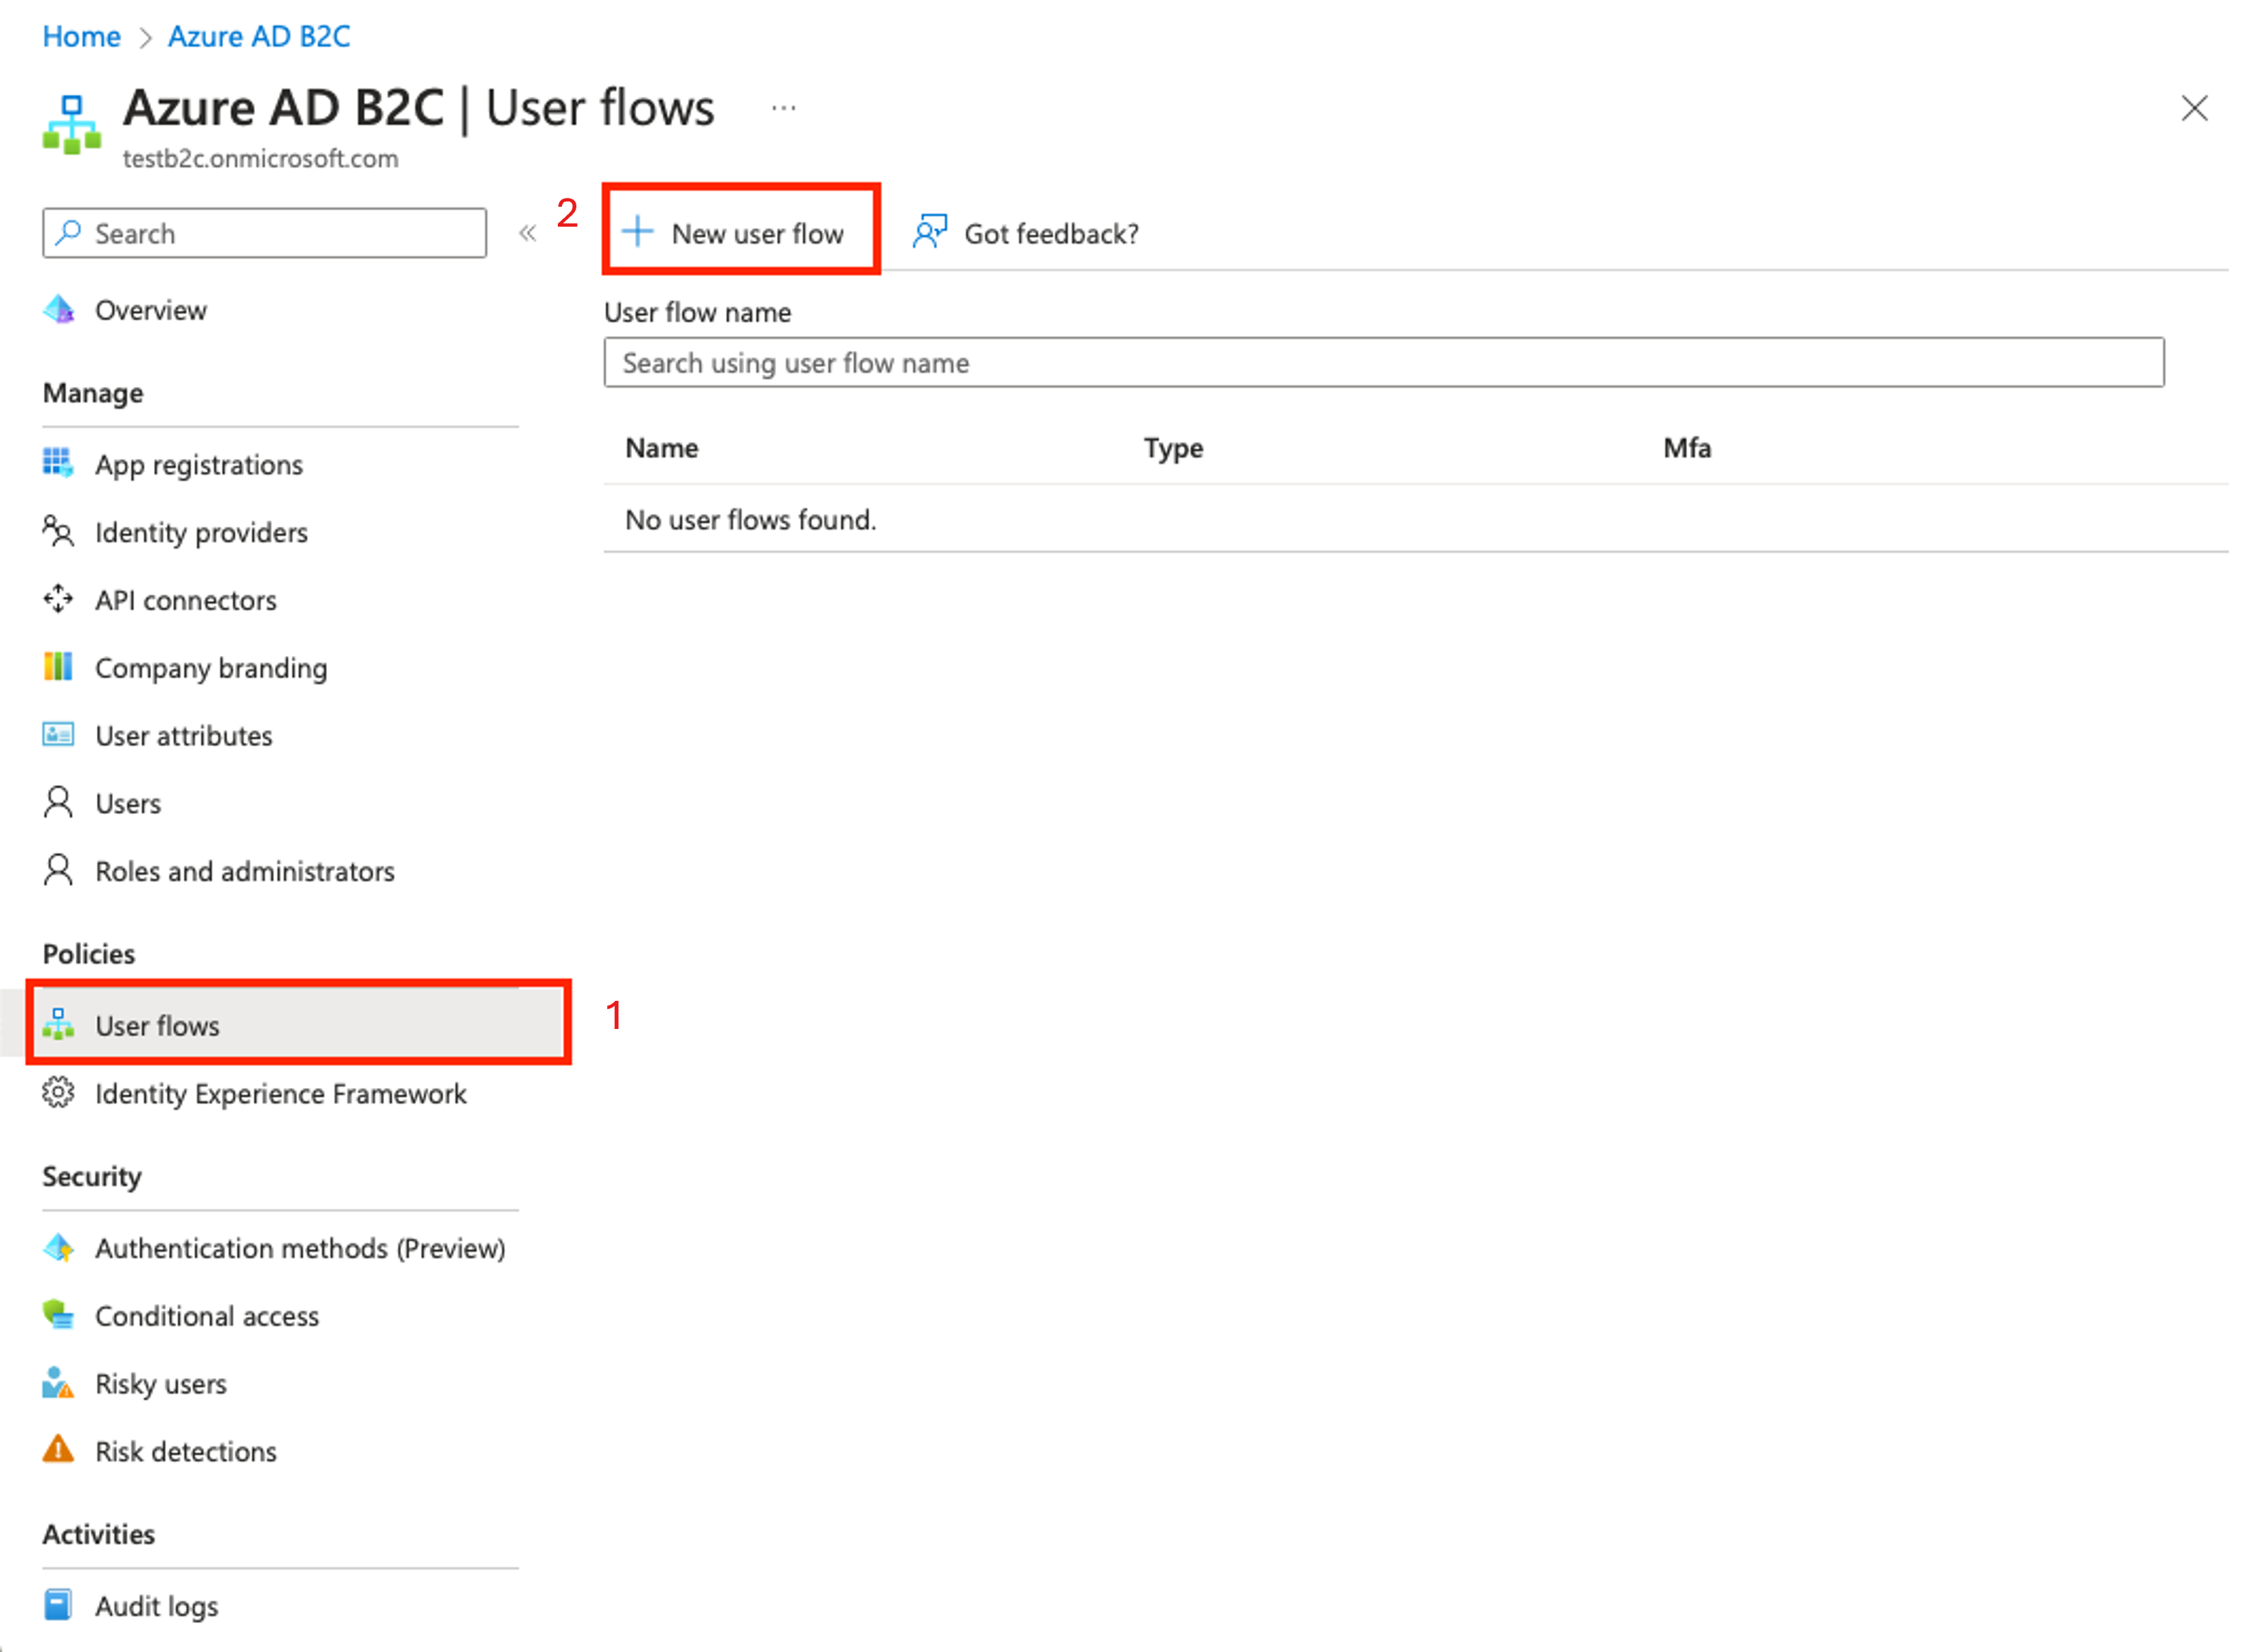 Home > Azure AD B2C
Azure AD B2C | User flows ...
testb2c.onmicrosoft.com
Search
«
2
+ New user flow
Got feedback?
Overview
User flow name
Search using user flow name
Manage
Name Type Mfa
App registrations
No user flows found.
Identity providers
API connectors
Company branding
User attributes
Users
Roles and administrators
Policies
User flows
1
Identity Experience Framework
Security
Authentication methods (Preview)
Conditional access
Risky users
Risk detections
Activities
Audit logs